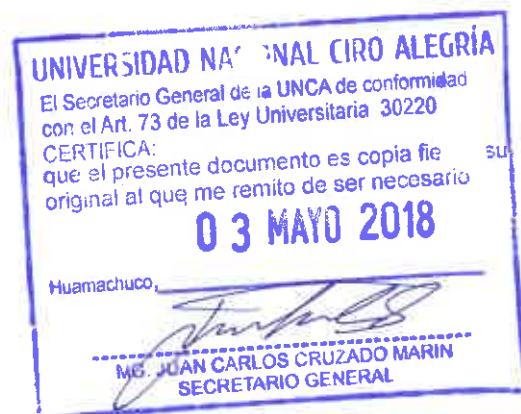 UNIVERSIDAD NACIONAL CIRO ALEGRÍA
El Secretario General de la UNCA de conformidad
con el Art. 73 de la Ley Universitaria 30220
CERTIFICA:
que el presente documento es copia fie su
original al que me remito de ser necesario
03 MAYO 2018
Huamachuco,
MG. JUAN CARLOS CRUZADO MARIN
SECRETARIO GENERAL